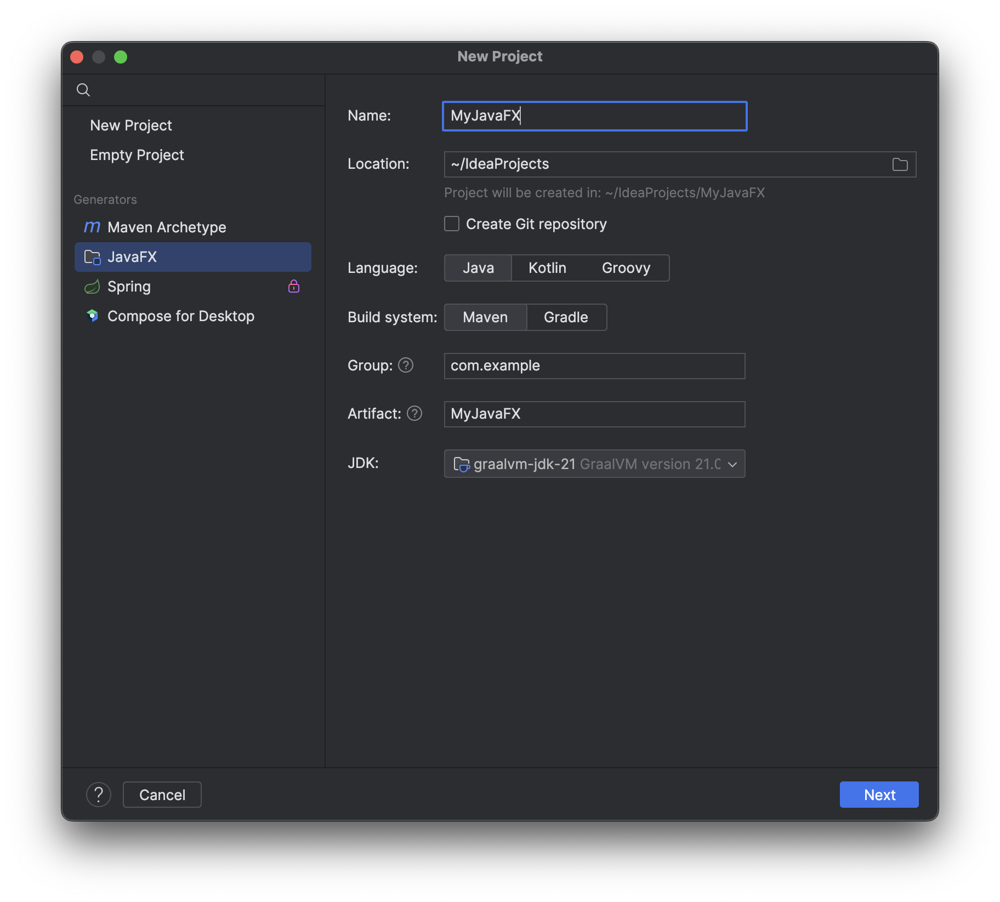 New Project
New Project
Empty Project
Generators
Maven Archetype
JavaFX
Spring
Compose for Desktop
Name: MyJavaFX
Location: ~/IdeaProjects
Project will be created in: ~/IdeaProjects/MyJavaFX
Create Git repository
Language: Java Kotlin Groovy
Build system: Maven Gradle
Group: ? com.example
Artifact: ? MyJavaFX
JDK: graalvm-jdk-21 GraalVM version 21.0
? Cancel Next